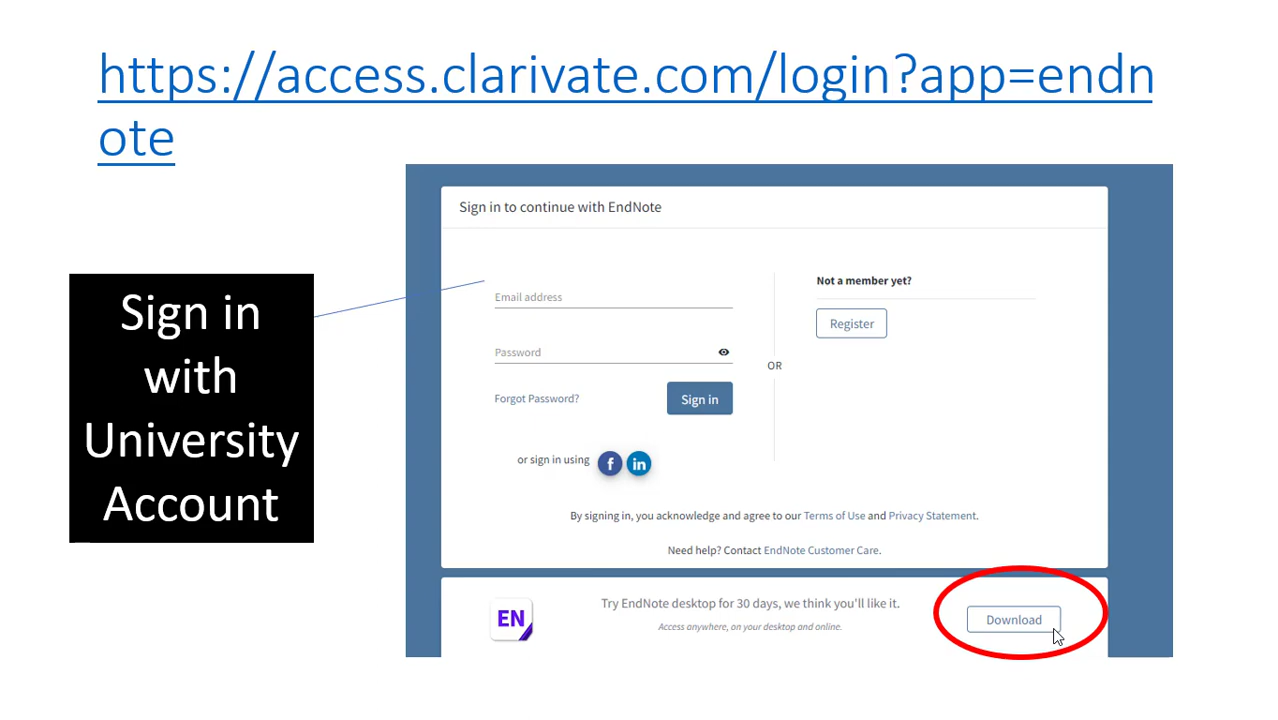 https://access.clarivate.com/login?app=endn
ote
Sign in to continue with EndNote
Sign in
with
University
Account
Email address
Password
Forgot Password?
Sign in
or sign in using
f
in
OR
Not a member yet?
Register
By signing in, you acknowledge and agree to our Terms of Use and Privacy Statement.
Need help? Contact EndNote Customer Care.
EN
Try EndNote desktop for 30 days, we think you'll like it.
Access anywhere, on your desktop and online.
Download